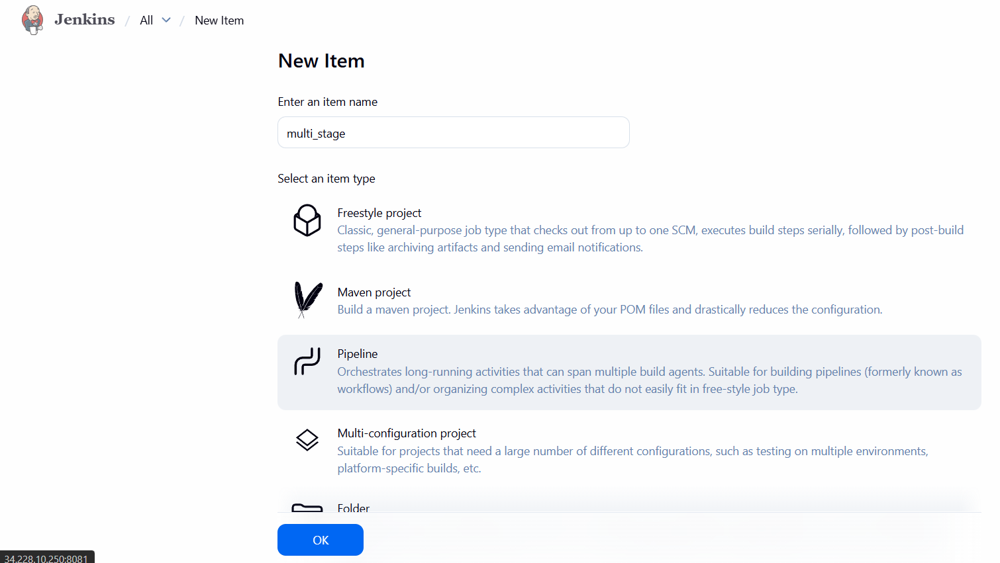 Jenkins / All / New Item
New Item
Enter an item name
multi_stage
Select an item type
Freestyle project
Classic, general-purpose job type that checks out from up to one SCM, executes build steps serially, followed by post-build
steps like archiving artifacts and sending email notifications.
Maven project
Build a maven project. Jenkins takes advantage of your POM files and drastically reduces the configuration.
Pipeline
Orchestrates long-running activities that can span multiple build agents. Suitable for building pipelines (formerly known as
workflows) and/or organizing complex activities that do not easily fit in free-style job type.
Multi-configuration project
Suitable for projects that need a large number of different configurations, such as testing on multiple environments,
platform-specific builds, etc.
Folder
OK
34.228.10.250:8081